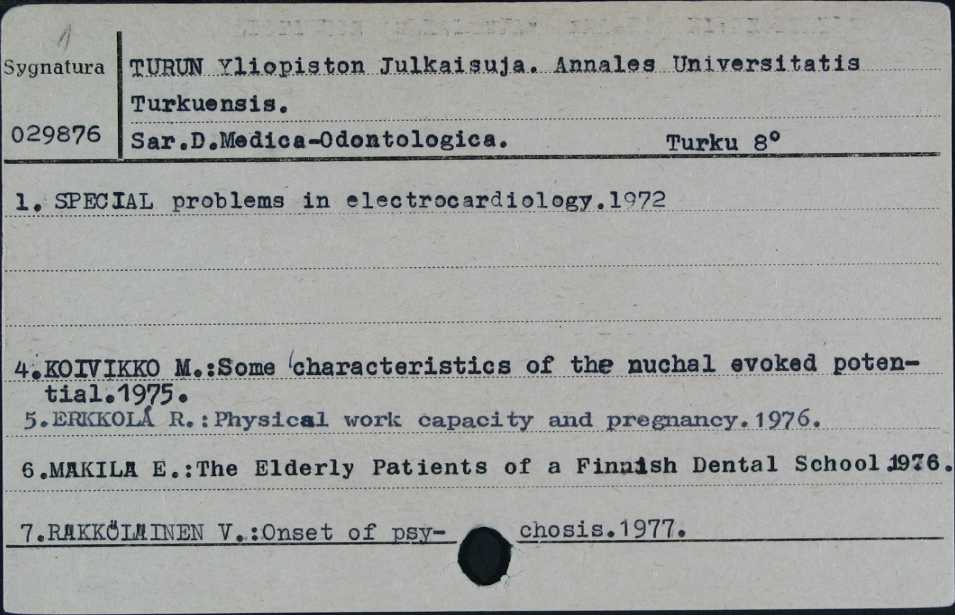 1
Sygnatura
029876
TURUN Yliopiston Julkaisuja. Annales Universitatis
Turkuensis.
Sar.D.Medica-Odontologica. Turku 8°
1. SPECIAL problems in electrocardiology.1972
4.KOIVIKKO M.:Some characteristics of the nuchal evoked poten-
tial.1975.
5.ERKKOLÁ R.:Physical work capacity and pregnancy.1976.
6.MAKILA E.:The Elderly Patients of a Finnish Dental School 1976.
7.RAKKÖLAINEN V.:Onset of psy- chosis.1977.